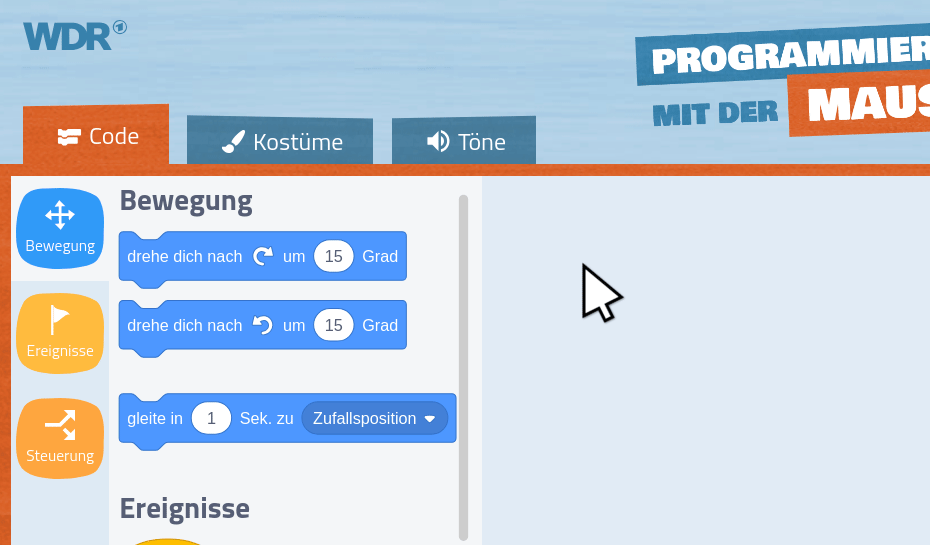 WDR
PROGRAMMIER
MIT DER MAUS
Code
Kostüme
Töne
Bewegung
Ereignisse
Steuerung
Bewegung
drehe dich nach um 15 Grad
drehe dich nach um 15 Grad
gleite in 1 Sek. zu Zufallsposition
Ereignisse